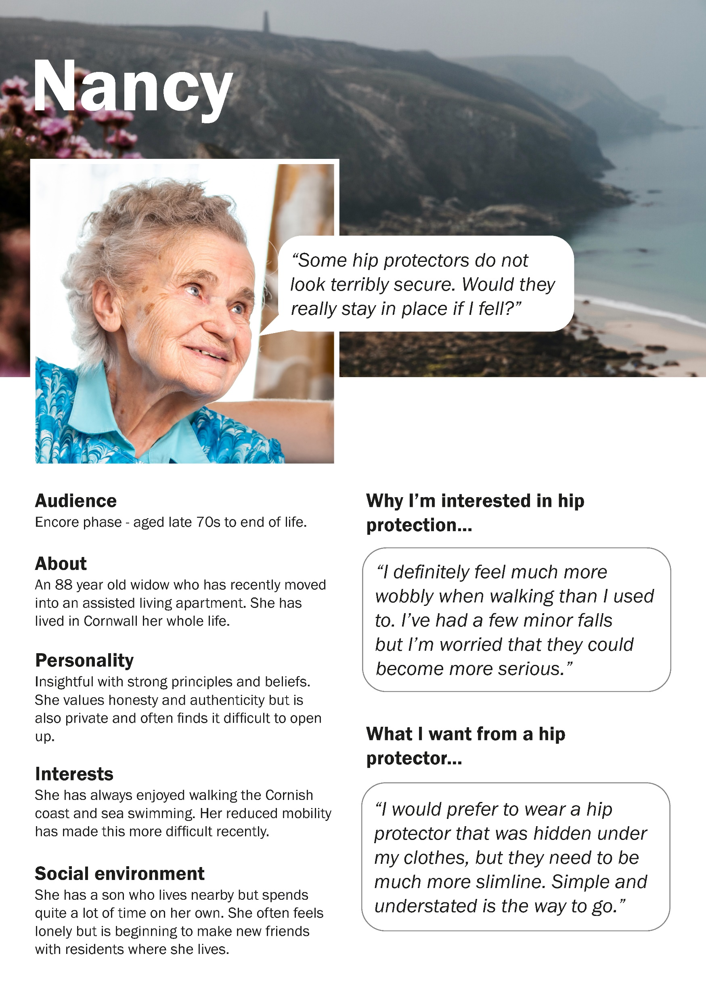 Nancy
“Some hip protectors do not
look terribly secure. Would they
really stay in place if I fell?”
Audience
Encore phase - aged late 70s to end of life.
About
An 88 year old widow who has recently moved
into an assisted living apartment. She has
lived in Cornwall her whole life.
Personality
Insightful with strong principles and beliefs.
She values honesty and authenticity but is
also private and often finds it difficult to open
up.
Interests
She has always enjoyed walking the Cornish
coast and sea swimming. Her reduced mobility
has made this more difficult recently.
Social environment
She has a son who lives nearby but spends
quite a lot of time on her own. She often feels
lonely but is beginning to make new friends
with residents where she lives.
Why I’m interested in hip
protection...
“I definitely feel much more
wobbly when walking than I used
to. I’ve had a few minor falls
but I’m worried that they could
become more serious.”
What I want from a hip
protector...
“I would prefer to wear a hip
protector that was hidden under
my clothes, but they need to be
much more slimline. Simple and
understated is the way to go.”